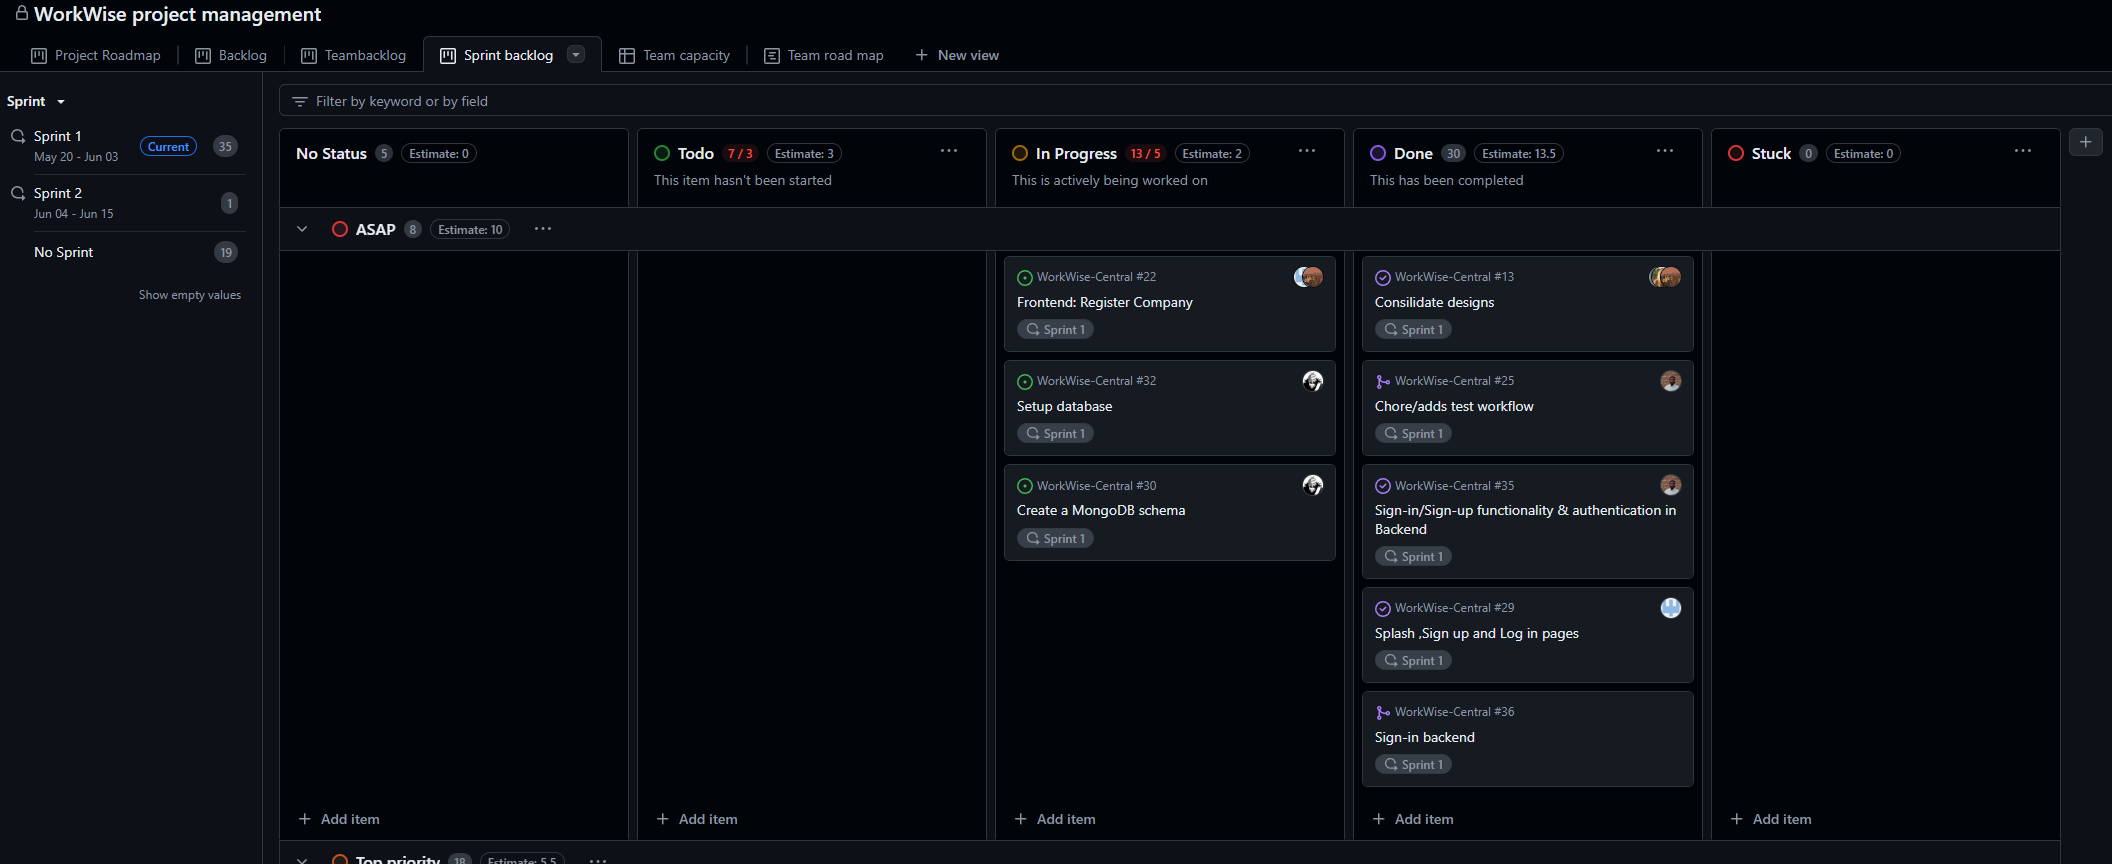 WorkWise project management
Project Roadmap
Backlog
Teambacklog
Sprint backlog
Team capacity
Team road map
New view
Sprint
Sprint 1
Current
35
May 20 - Jun 03
Sprint 2
1
Jun 04 - Jun 15
No Sprint
19
Show empty values
Filter by keyword or by field
No Status 5 Estimate: 0
Todo 7 / 3 Estimate: 3
This item hasn't been started
In Progress 13 / 5 Estimate: 2
This is actively being worked on
Done 30 Estimate: 13.5
This has been completed
Stuck 0 Estimate: 0
ASAP 8 Estimate: 10
WorkWise-Central #22
Frontend: Register Company
Sprint 1
WorkWise-Central #32
Setup database
Sprint 1
WorkWise-Central #30
Create a MongoDB schema
Sprint 1
WorkWise-Central #13
Consilidate designs
Sprint 1
WorkWise-Central #25
Chore/adds test workflow
Sprint 1
WorkWise-Central #35
Sign-in/Sign-up functionality & authentication in
Backend
Sprint 1
WorkWise-Central #29
Splash ,Sign up and Log in pages
Sprint 1
WorkWise-Central #36
Sign-in backend
Sprint 1
Add item
Add item
Add item
Add item
Add item
Top priority 18 Estimate: 5.5